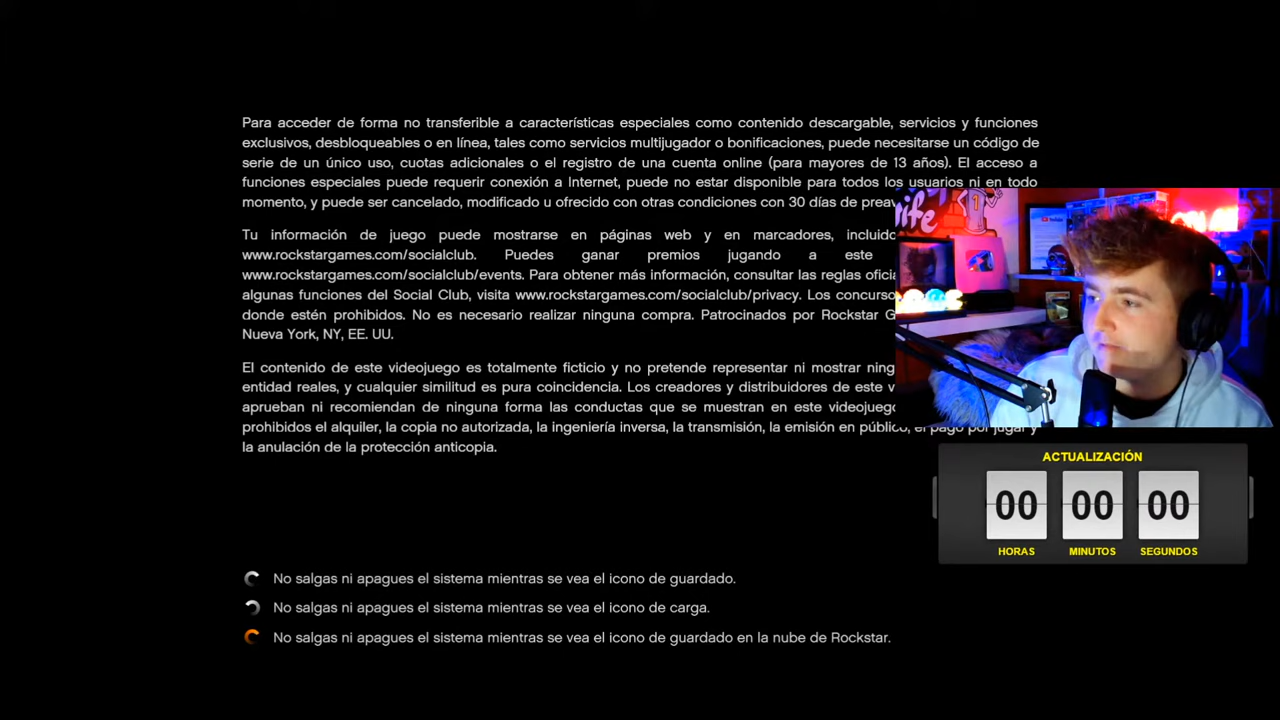 Para acceder de forma no transferible a características especiales como contenido descargable, servicios y funciones
exclusivos, desbloqueables o en línea, tales como servicios multijugador o bonificaciones, puede necesitarse un código de
serie de un único uso, cuotas adicionales o el registro de una cuenta online (para mayores de 13 años). El acceso a
funciones especiales puede requerir conexión a Internet, puede no estar disponible para todos los usuarios ni en todo
momento, y puede ser cancelado, modificado u ofrecido con otras condiciones con 30 días de
Tu información de juego puede mostrarse en páginas web y en marcadores,
www.rockstargames.com/socialclub. Puedes ganar premios jugando a este
www.rockstargames.com/socialclub/events. Para obtener más información, consultar las reglas
algunas funciones del Social Club, visita www.rockstargames.com/socialclub/privacy. Los
donde estén prohibidos. No es necesario realizar ninguna compra. Patrocinados por Rockstar
Nueva York, NY, EE. UU.
El contenido de este videojuego es totalmente ficticio y no pretende representar ni mostrar
entidad reales, y cualquier similitud es pura coincidencia. Los creadores y distribuidores de este
aprueban ni recomiendan de ninguna forma las conductas que se muestran en este videojuego
prohibidos el alquiler, la copia no autorizada, la ingeniería inversa, la transmisión, la emisión en público, el pago por jugar y
la anulación de la protección anticopia.
life
ACTUALIZACIÓN
00 00 00
HORAS MINUTOS SEGUNDOS
No salgas ni apagues el sistema mientras se vea el icono de guardado.
No salgas ni apagues el sistema mientras se vea el icono de carga.
No salgas ni apagues el sistema mientras se vea el icono de guardado en la nube de Rockstar.